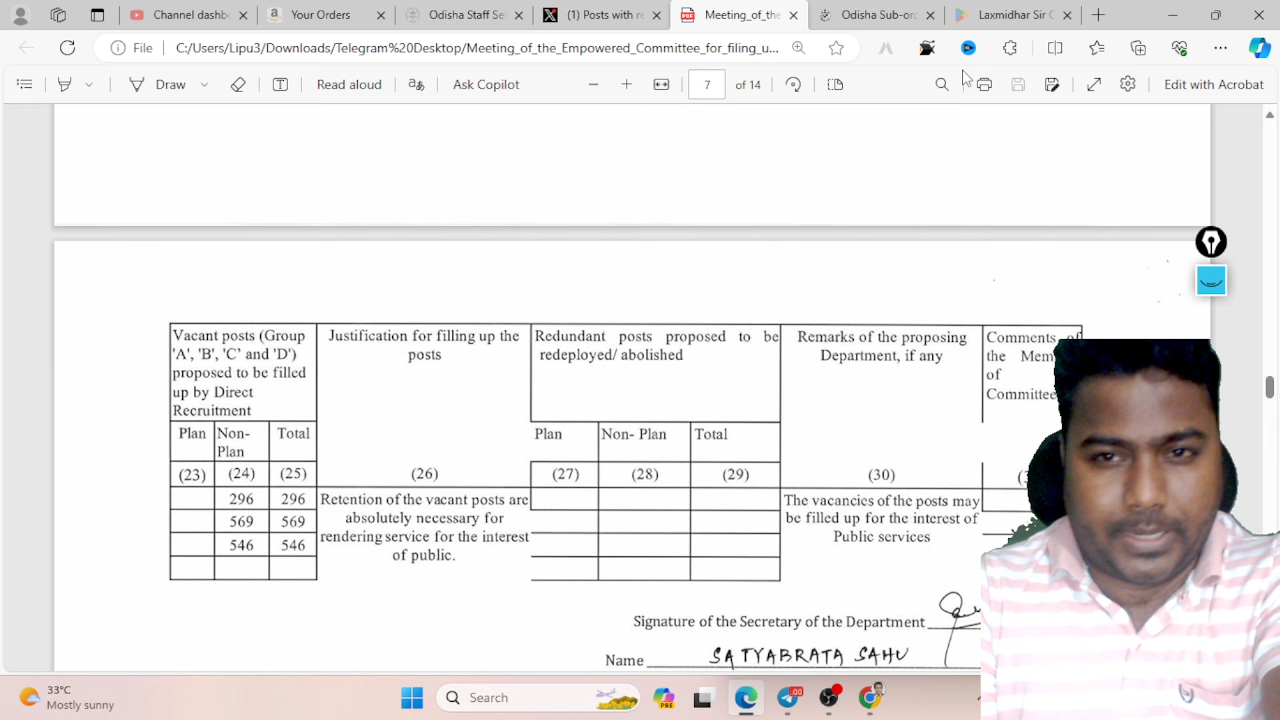 Channel dashb
Your Orders
Odisha Staff Sel
(1) Posts with re
Meeting_of_the
Odisha Sub-ord
Laxmidhar Sir C
File
C:/Users/Lipu3/Downloads/Telegram%20Desktop/Meeting_of_the_Empowered_Committee_for_filing_u...
Draw
Read aloud
Ask Copilot
7
of 14
Edit with Acrobat
Vacant posts (Group 'A', 'B', 'C' and 'D') proposed to be filled up by Direct Recruitment
Justification for filling up the posts
Redundant posts proposed to be redeployed/ abolished
Remarks of the proposing Department, if any
Comments of
the Mem
of
Committee
Plan
Non-Plan
Total
Plan
Non- Plan
Total
(23)
(24)
(25)
(26)
(27)
(28)
(29)
(30)
296 296
569 569
546 546
Retention of the vacant posts are
absolutely necessary for
rendering service for the interest
of public.
The vacancies of the posts may
be filled up for the interest of
Public services
Signature of the Secretary of the Department
Name SATYABRATA SAHU
33°C
Mostly sunny
Search
PRE